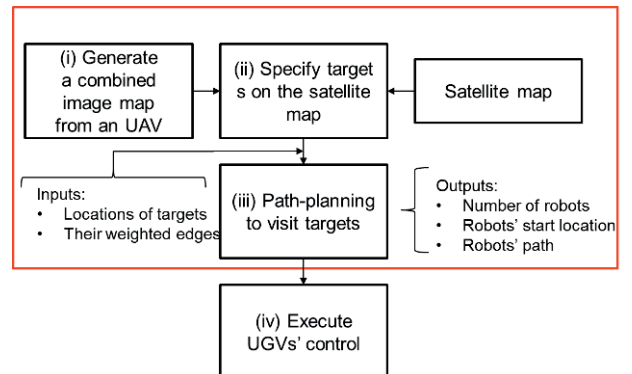 (i) Generate
a combined
image map
from an UAV
(ii) Specify target
s on the satellite
map
Satellite map
Inputs:
• Locations of targets
• Their weighted edges
(iii) Path-planning
to visit targets
Outputs:
• Number of robots
• Robots' start location
• Robots' path
(iv) Execute
UGVs' control